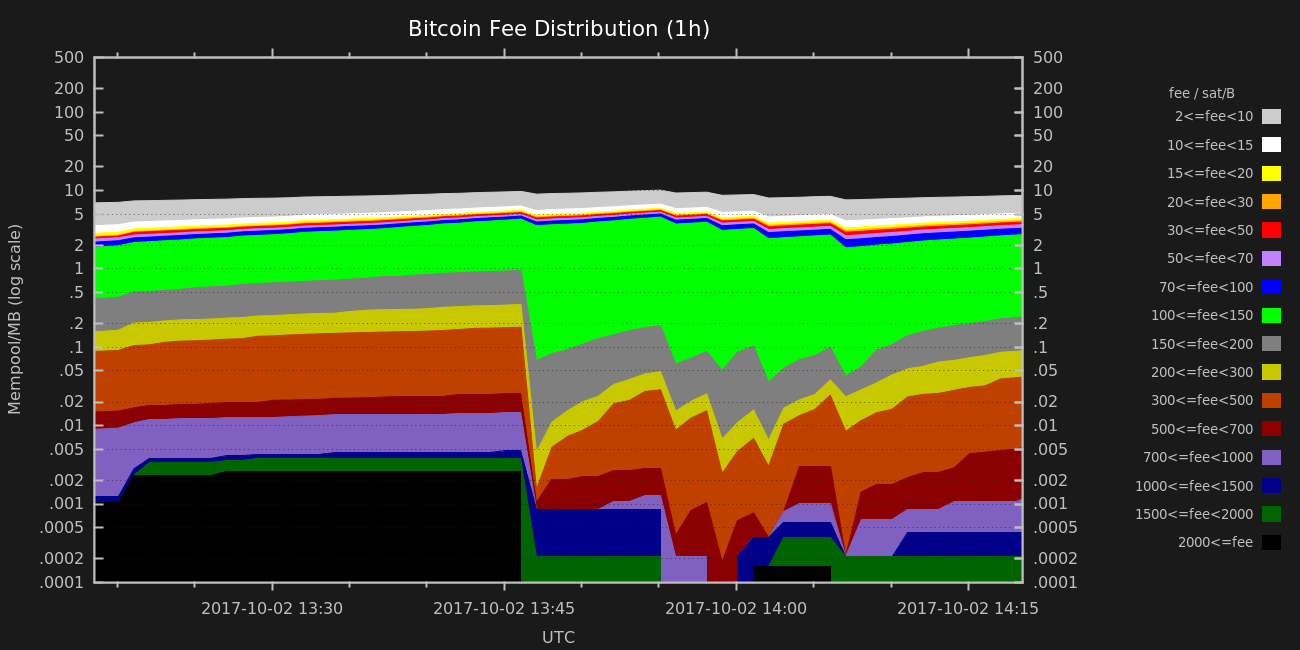 Bitcoin Fee Distribution (1h)
Mempool/MB (log scale)
500
200
100
50
20
10
5
2
1
.5
.2
.1
.05
.02
.01
.005
.002
.001
.0005
.0002
.0001
500
200
100
50
20
10
5
2
1
.5
.2
.1
.05
.02
.01
.005
.002
.001
.0005
.0002
.0001
2017-10-02 13:30
2017-10-02 13:45
2017-10-02 14:00
2017-10-02 14:15
UTC
fee / sat/B
2<=fee<10
10<=fee<15
15<=fee<20
20<=fee<30
30<=fee<50
50<=fee<70
70<=fee<100
100<=fee<150
150<=fee<200
200<=fee<300
300<=fee<500
500<=fee<700
700<=fee<1000
1000<=fee<1500
1500<=fee<2000
2000<=fee